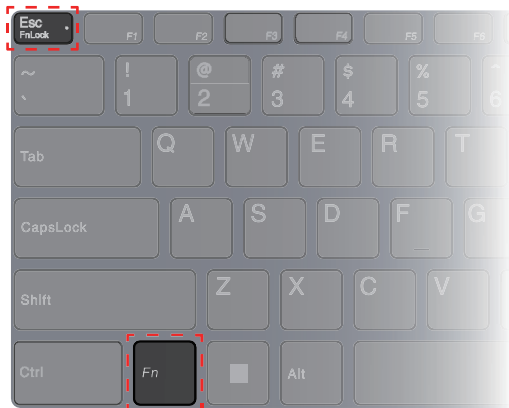 Esc
FnLock
F1
F2
F3
F4
F5
F6
~
`
!
1
@
2
#
3
$
4
%
5
^
6
Tab
Q
W
E
R
T
CapsLock
A
S
D
F
G
Shift
Z
X
C
V
Ctrl
Fn
Alt